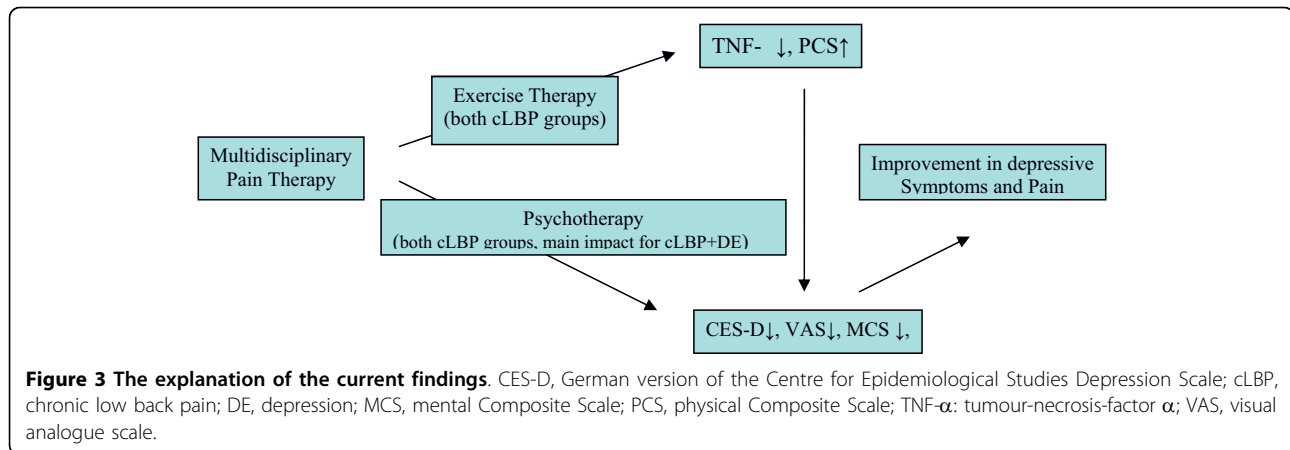 TNF- ↓, PCS↑
Exercise Therapy
(both cLBP groups)
Multidisciplinary
Pain Therapy
Improvement in depressive
Symptoms and Pain
Psychotherapy
(both cLBP groups, main impact for cLBP+DE)
CES-D↓, VAS↓, MCS ↓,
Figure 3 The explanation of the current findings. CES-D, German version of the Centre for Epidemiological Studies Depression Scale; cLBP,
chronic low back pain; DE, depression; MCS, mental Composite Scale; PCS, physical Composite Scale; TNF-α: tumour-necrosis-factor α; VAS, visual
analogue scale.